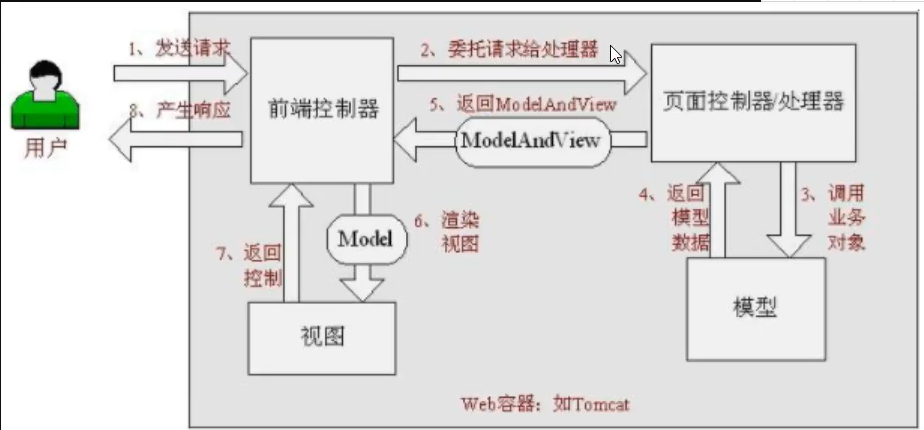 1、发送请求
2、委托请求给处理器
前端控制器
页面控制器/处理器
5、返回ModelAndView
8、产生响应
ModelAndView
用户
4、返回
模型
数据
3、调用
业务
对象
6、渲染
视图
Model
7、返回
控制
视图
模型
Web容器：如Tomcat